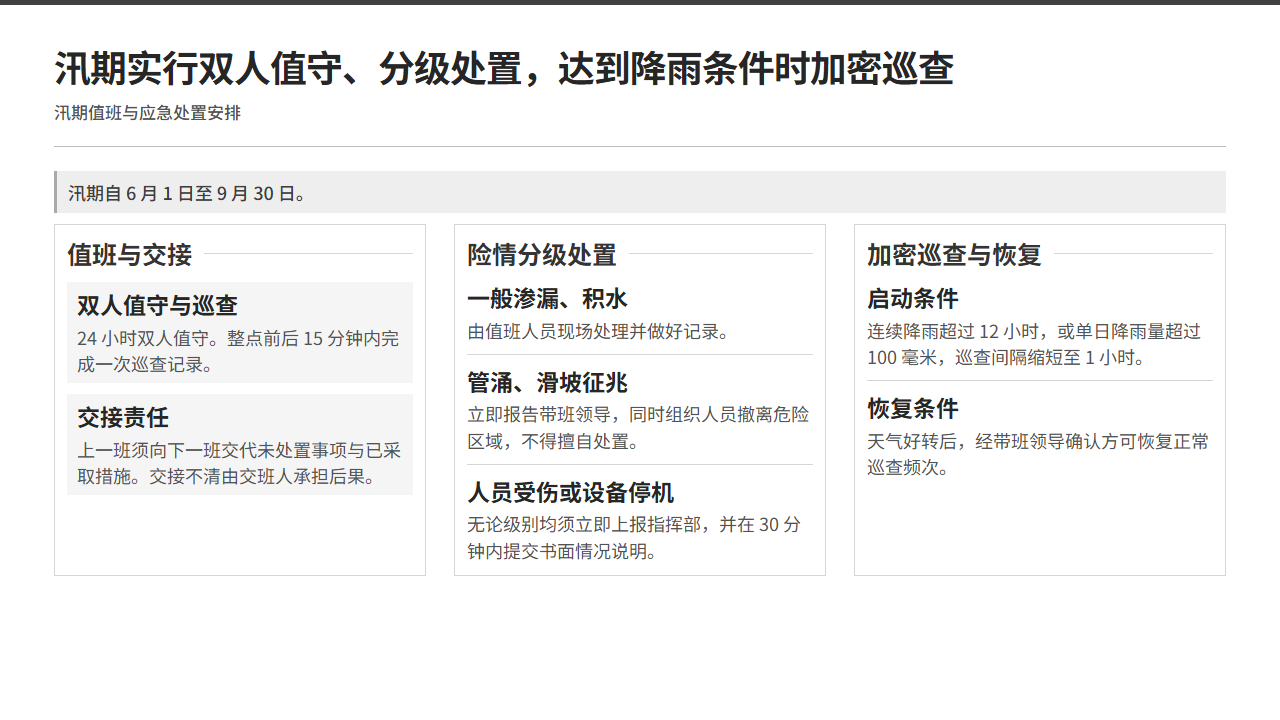 汛期实行双人值守、分级处置，达到降雨条件时加密巡查
汛期值班与应急处置安排
汛期自 6 月 1 日至 9 月 30 日。
值班与交接
双人值守与巡查
24 小时双人值守。整点前后 15 分钟内完
成一次巡查记录。
交接责任
上一班须向下一班交代未处置事项与已采
取措施。交接不清由交班人承担后果。
险情分级处置
一般渗漏、积水
由值班人员现场处理并做好记录。
管涌、滑坡征兆
立即报告带班领导，同时组织人员撤离危险
区域，不得擅自处置。
人员受伤或设备停机
无论级别均须立即上报指挥部，并在 30 分
钟内提交书面情况说明。
加密巡查与恢复
启动条件
连续降雨超过 12 小时，或单日降雨量超过
100 毫米，巡查间隔缩短至 1 小时。
恢复条件
天气好转后，经带班领导确认方可恢复正常
巡查频次。